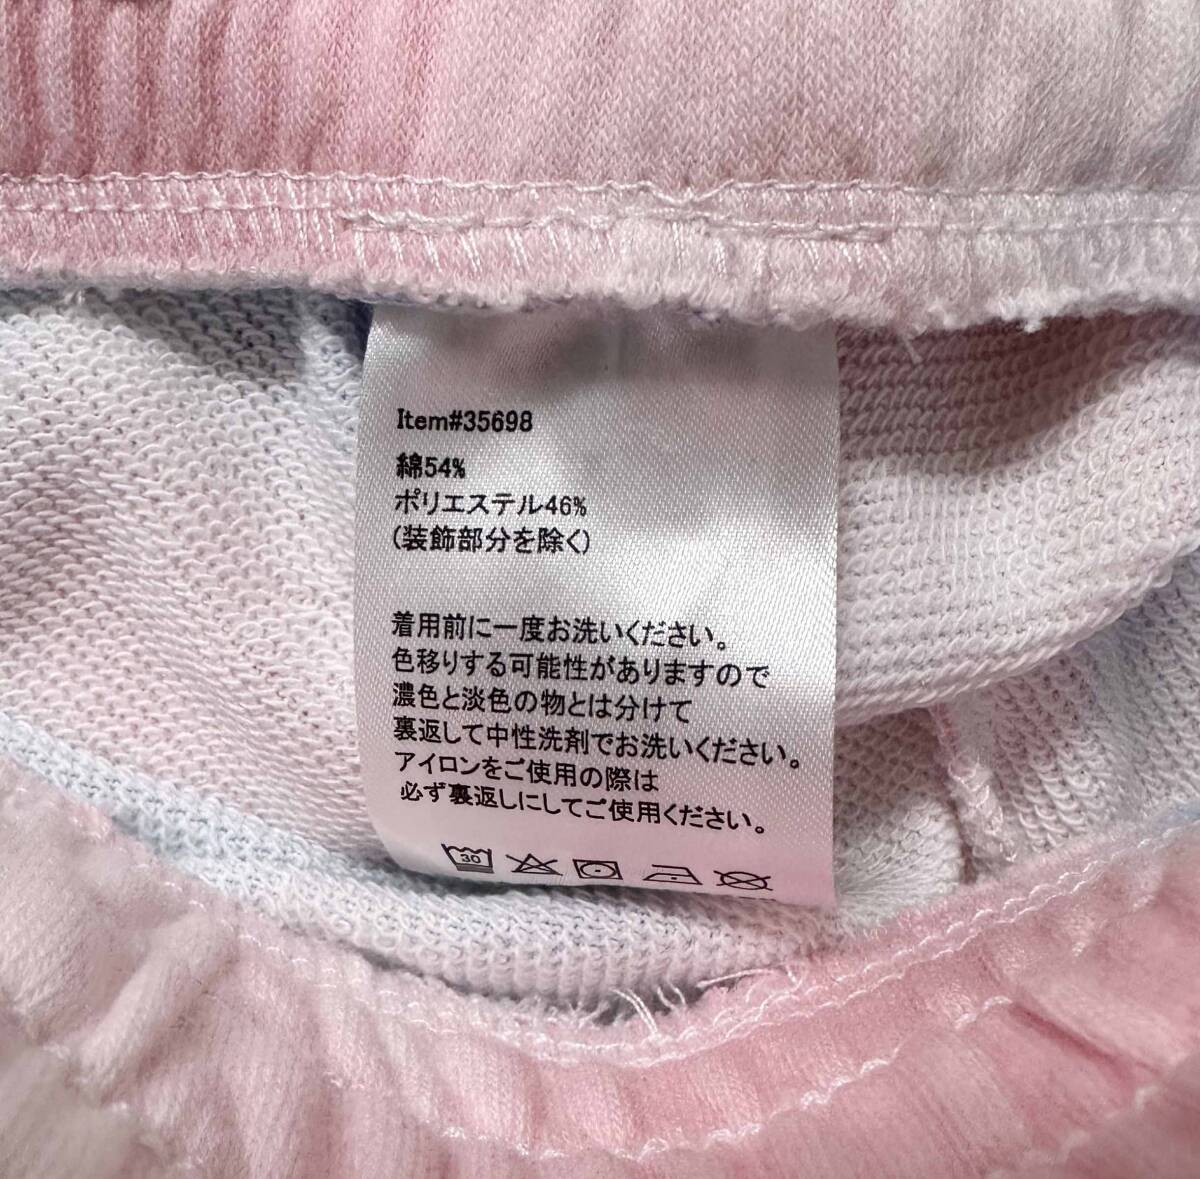 Item#35698
綿54%
ポリエステル46%
(装飾部分を除く)
着用前に一度お洗いください。
色移りする可能性がありますので
濃色と淡色の物とは分けて
裏返して中性洗剤でお洗いください。
アイロンをご使用の際は
必ず裏返しにしてご使用ください。
30